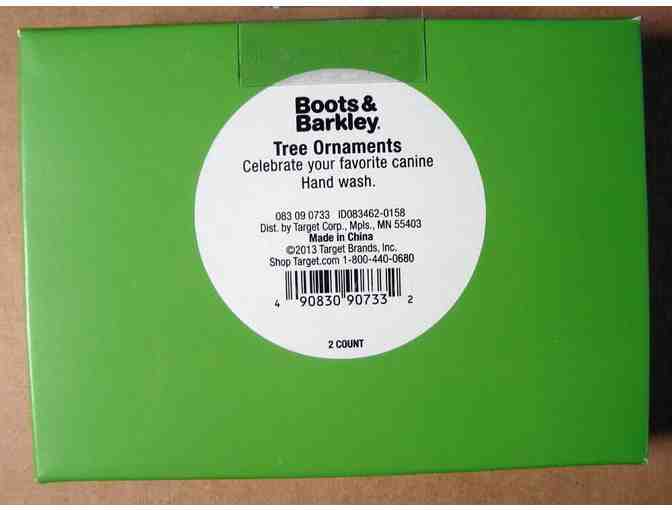 Boots &
Barkley.
Tree Ornaments
Celebrate your favorite canine
Hand wash.
083 09 0733 ID083462-0158
Dist. by Target Corp., Mpls., MN 55403
Made in China
©2013 Target Brands, Inc.
Shop Target.com 1-800-440-0680
4 90830 90733 2
2 COUNT